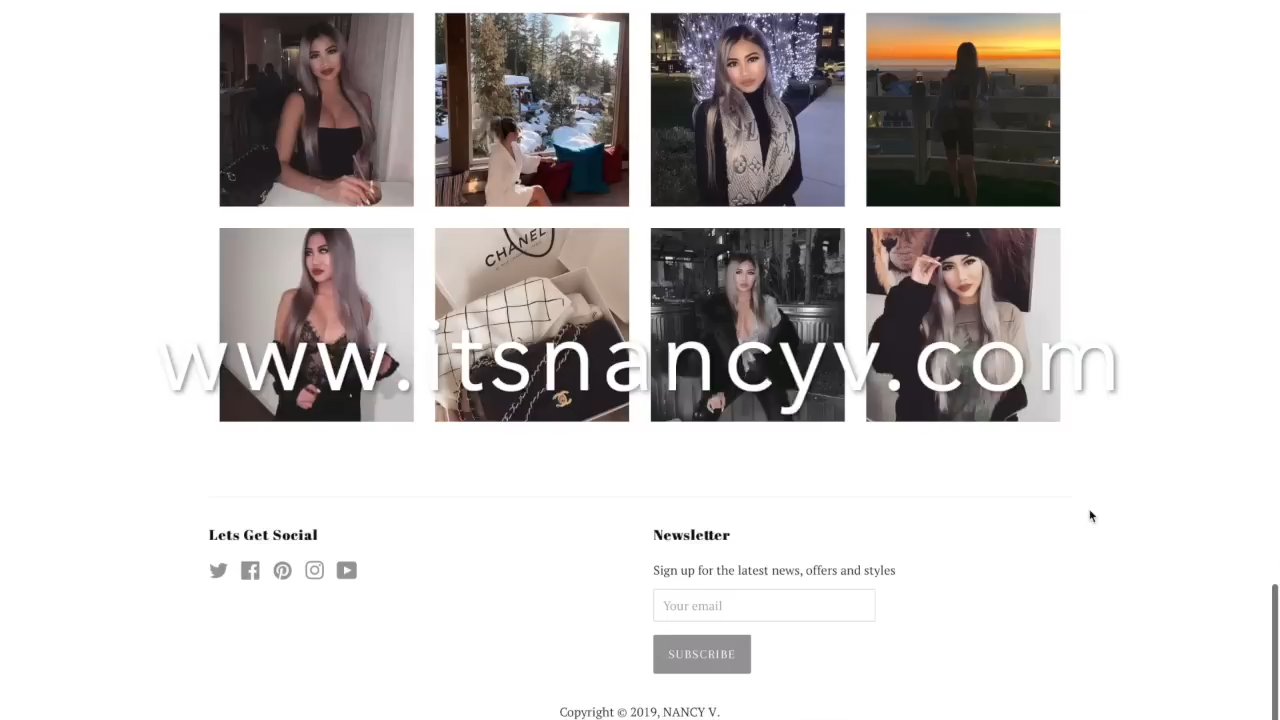 CHANEL
www.itsnancyv.com
Lets Get Social
Newsletter
Sign up for the latest news, offers and styles
Your email
SUBSCRIBE
Copyright © 2019, NANCY V.